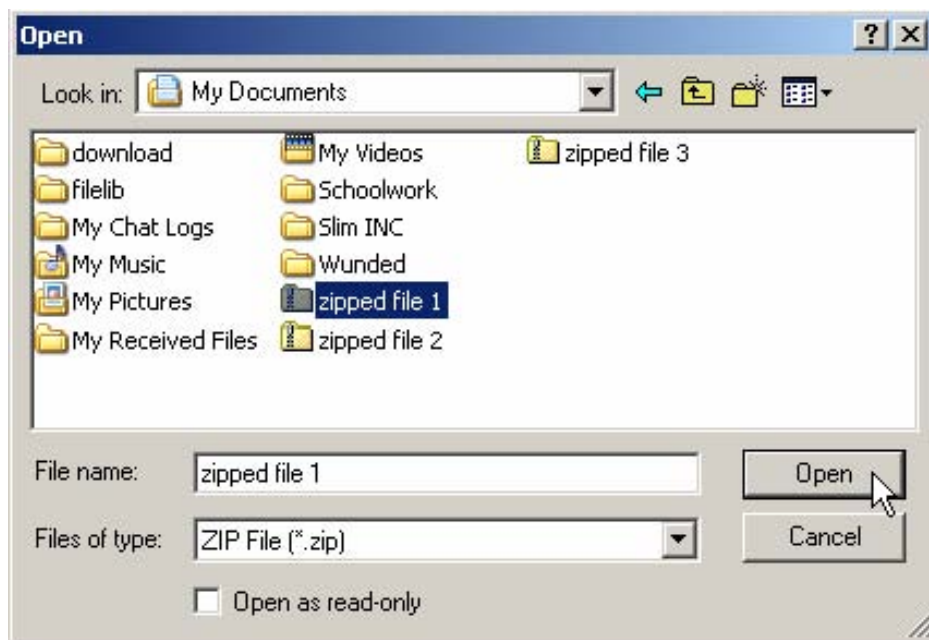 Open
Look in: My Documents
download
filelib
My Chat Logs
My Music
My Pictures
My Received Files
My Videos
Schoolwork
Slim INC
Wunded
zipped file 1
zipped file 2
zipped file 3
File name: zipped file 1
Open
Files of type: ZIP File (*.zip)
Cancel
Open as read-only